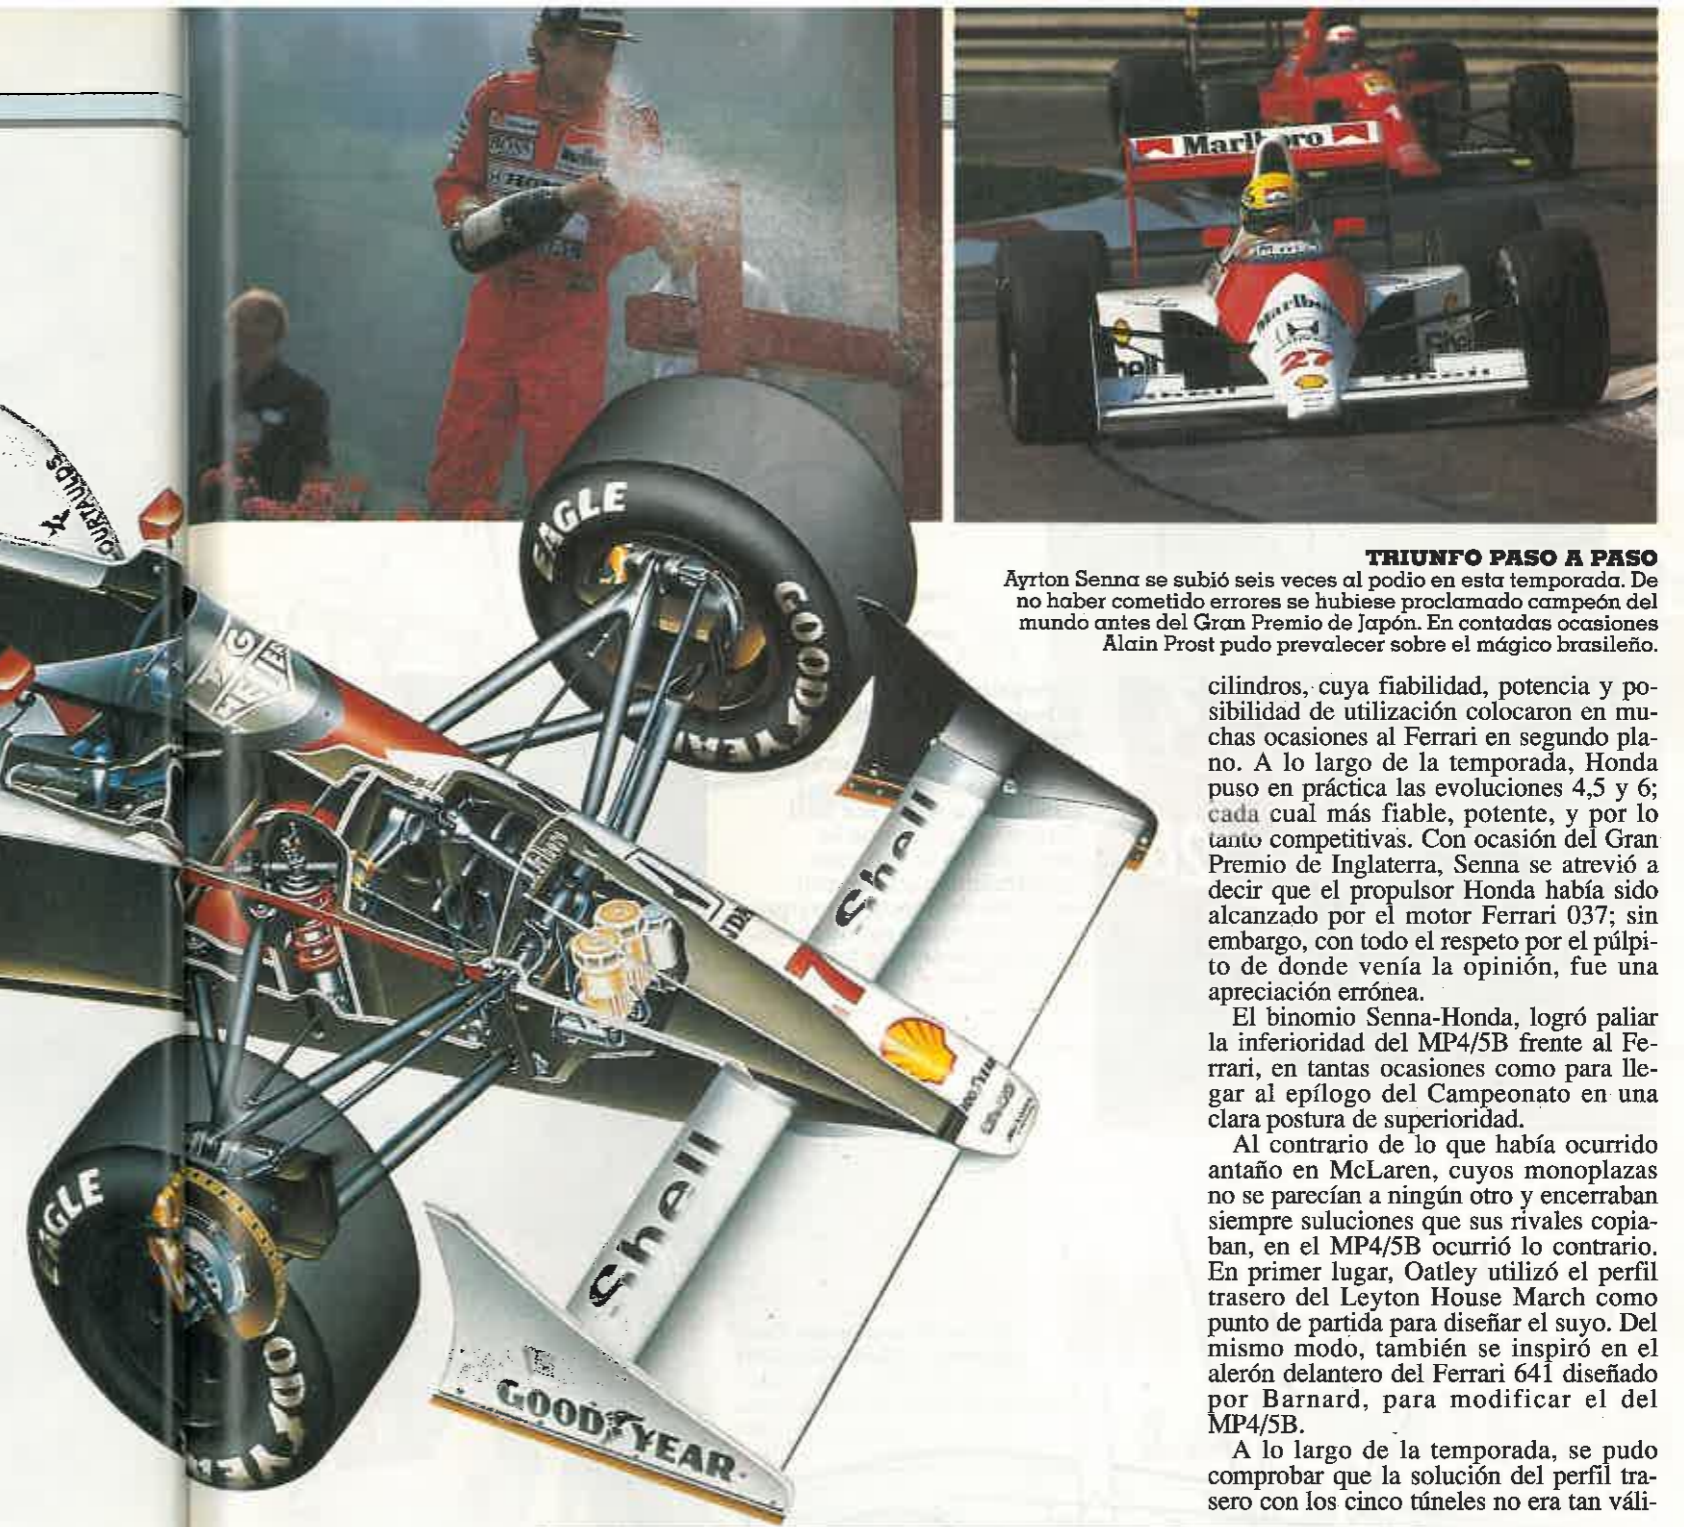 BOSS
Marlboro
Marlboro
27
Shell
Shell
COURTAULDS
EAGLE
GOODYEAR
Shell
7
Shell
EAGLE
GOOD YEAR
TRIUNFO PASO A PASO
Ayrton Senna se subió seis veces al podio en esta temporada. De
no haber cometido errores se hubiese proclamado campeón del
mundo antes del Gran Premio de Japón. En contadas ocasiones
Alain Prost pudo prevalecer sobre el mágico brasileño.
cilindros, cuya fiabilidad, potencia y po-
sibilidad de utilización colocaron en mu-
chas ocasiones al Ferrari en segundo pla-
no. A lo largo de la temporada, Honda
puso en práctica las evoluciones 4,5 y 6;
cada cual más fiable, potente, y por lo
tanto competitivas. Con ocasión del Gran
Premio de Inglaterra, Senna se atrevió a
decir que el propulsor Honda había sido
alcanzado por el motor Ferrari 037; sin
embargo, con todo el respeto por el púlpi-
to de donde venía la opinión, fue una
apreciación errónea.
El binomio Senna-Honda, logró paliar
la inferioridad del MP4/5B frente al Fe-
rrari, en tantas ocasiones como para lle-
gar al epílogo del Campeonato en una
clara postura de superioridad.
Al contrario de lo que había ocurrido
antaño en McLaren, cuyos monoplazas
no se parecían a ningún otro y encerraban
siempre suluciones que sus rivales copia-
ban, en el MP4/5B ocurrió lo contrario.
En primer lugar, Oatley utilizó el perfil
trasero del Leyton House March como
punto de partida para diseñar el suyo. Del
mismo modo, también se inspiró en el
alerón delantero del Ferrari 641 diseñado
por Barnard, para modificar el del
MP4/5B.
A lo largo de la temporada, se pudo
comprobar que la solución del perfil tra-
sero con los cinco túneles no era tan váli-